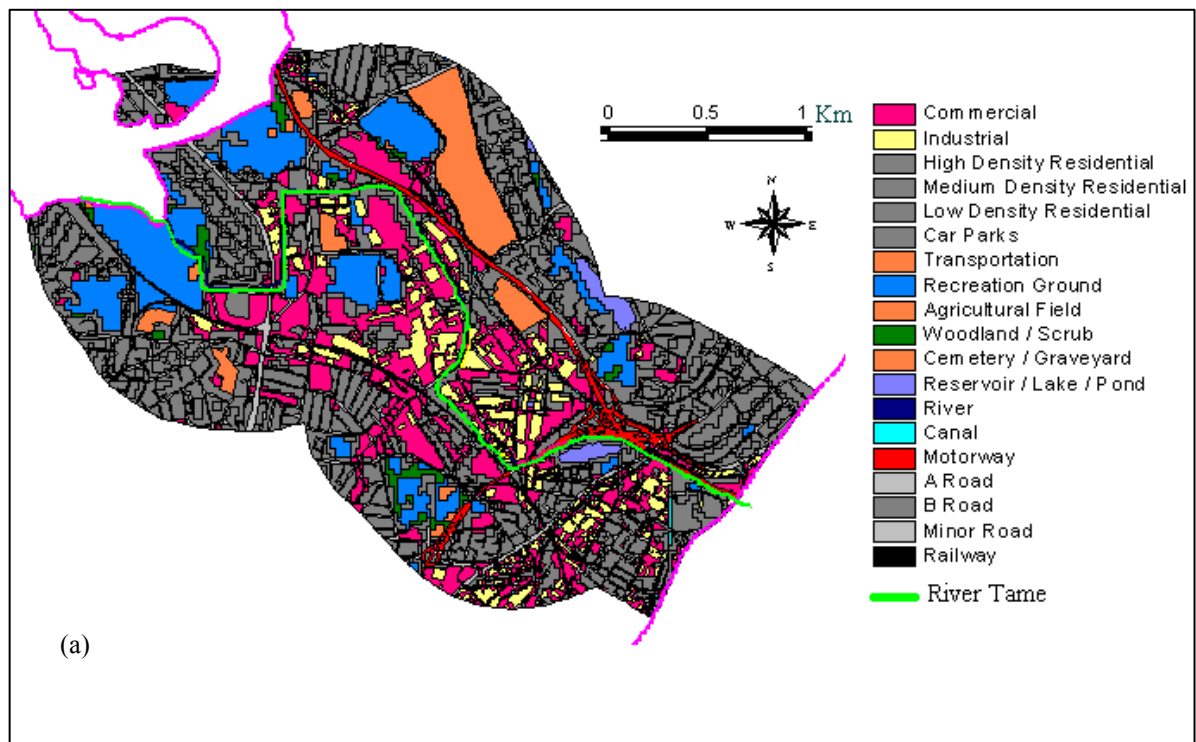 0 0.5 1 Km
N
W E
S
Commercial
Industrial
High Density Residential
Medium Density Residential
Low Density Residential
Car Parks
Transportation
Recreation Ground
Agricultural Field
Woodland / Scrub
Cemetery / Graveyard
Reservoir / Lake / Pond
River
Canal
Motorway
A Road
B Road
Minor Road
Railway
River Tame
(a)